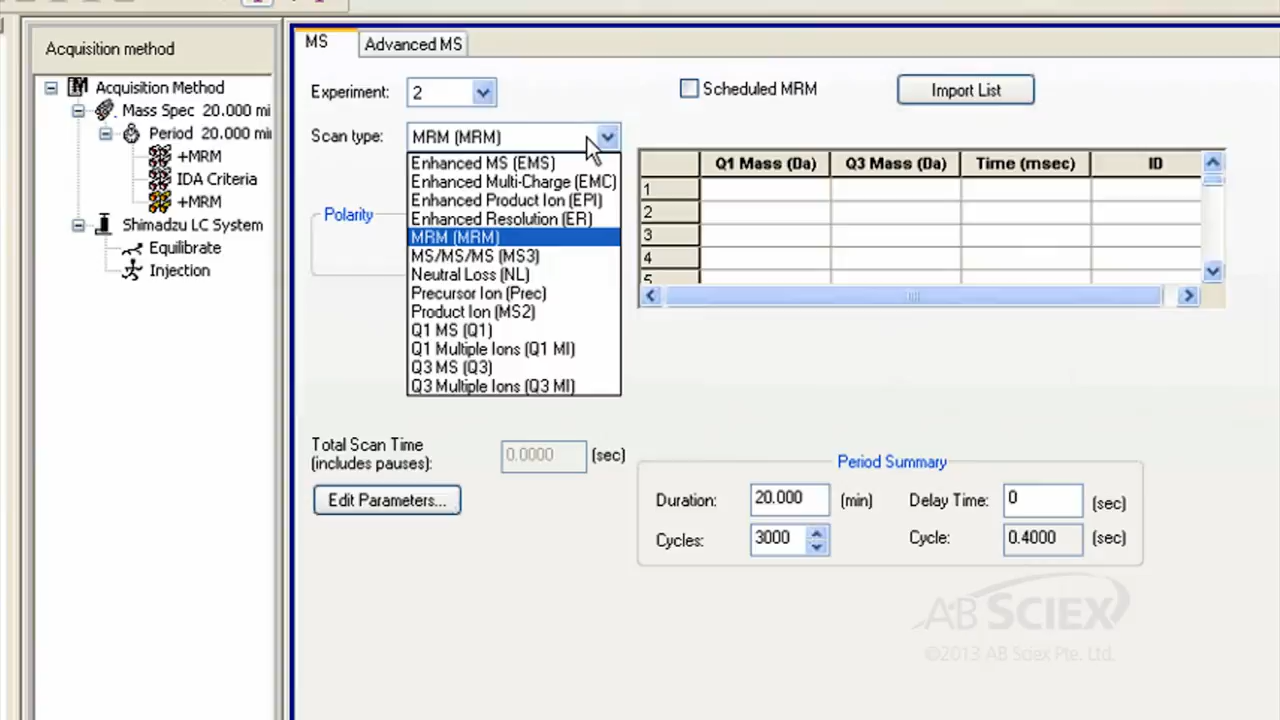 Acquisition method
Acquisition Method
Mass Spec 20.000 mi
Period 20.000 min
+MRM
IDA Criteria
+MRM
Shimadzu LC System
Equilibrate
Injection
MS
Advanced MS
Experiment:
2
Scheduled MRM
Import List
Scan type:
MRM (MRM)
Enhanced MS (EMS)
Enhanced Multi-Charge (EMC)
Enhanced Product Ion (EPI)
Enhanced Resolution (ER)
MRM (MRM)
MS/MS/MS (MS3)
Neutral Loss (NL)
Precursor Ion (Prec)
Product Ion (MS2)
Q1 MS (Q1)
Q1 Multiple Ions (Q1 MI)
Q3 MS (Q3)
Q3 Multiple Ions (Q3 MI)
Polarity
Q1 Mass (Da) Q3 Mass (Da) Time (msec) ID
1
2
3
4
5
Total Scan Time
(includes pauses):
0.0000
(sec)
Edit Parameters...
Period Summary
Duration: 20.000 (min) Delay Time: 0 (sec)
Cycles: 3000 Cycle: 0.4000 (sec)
AB SCIEX
©2013 AB Sciex Pte. Ltd.